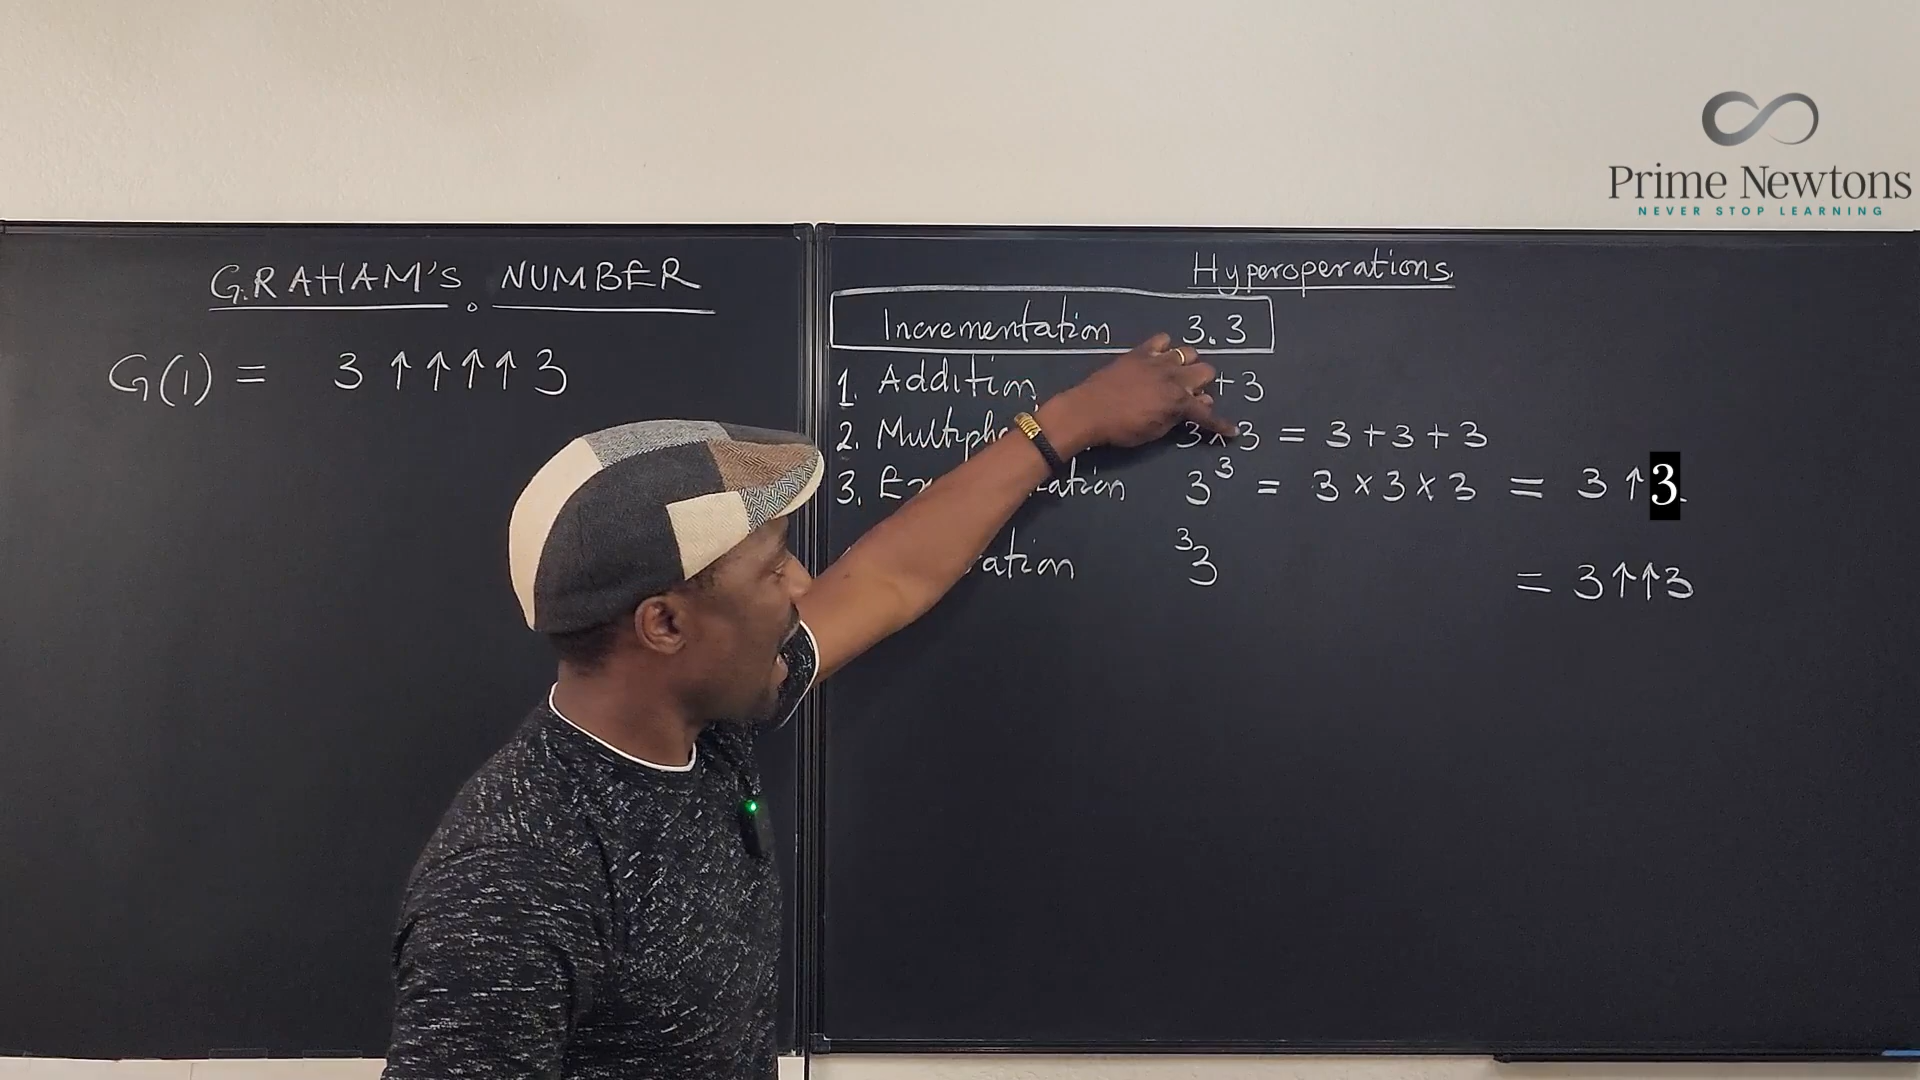 Prime Newtons
NEVER STOP LEARNING
GRAHAM'S NUMBER
G(1) = 3 ↑↑↑↑ 3
Hyperoperations
Incrementation 3.3
1. Addition + 3
2. 3 × 3 = 3 + 3 + 3
3. 3³ = 3 × 3 × 3 = 3 ↑ 3.
³3 = 3 ↑↑ 3